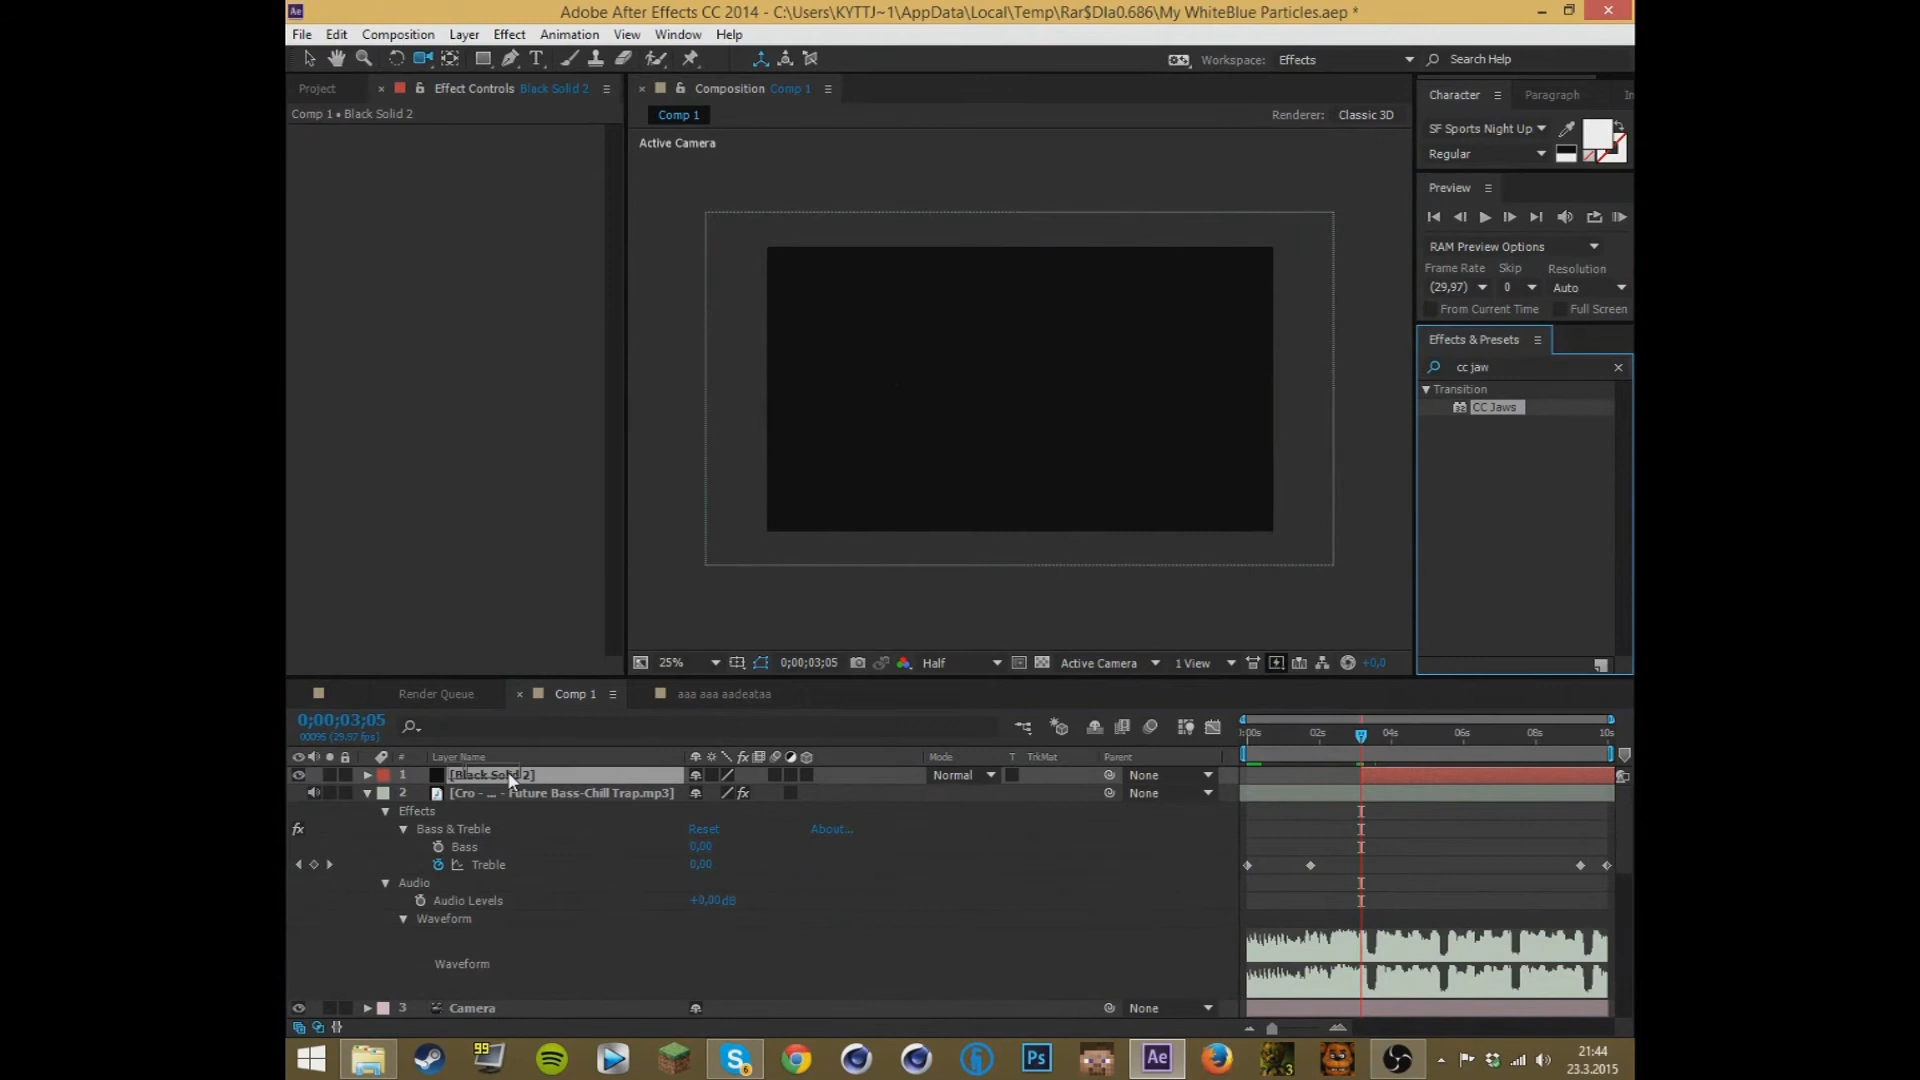 Adobe After Effects CC 2014 - C:\Users\KYTTJ~1\AppData\Local\Temp\Rar$DIa0.686\My WhiteBlue Particles.aep *
File Edit Composition Layer Effect Animation View Window Help
Workspace: Effects Search Help
Project Effect Controls Black Solid 2
Composition Comp 1
Character Paragraph In
Comp 1 • Black Solid 2
Comp 1
Renderer: Classic 3D
SF Sports Night Up
Active Camera
Regular
Preview
RAM Preview Options
Frame Rate Skip Resolution
(29,97) 0 Auto
From Current Time Full Screen
Effects & Presets
cc jaw
Transition
CC Jaws
25% 0;00;03;05 Half Active Camera 1 View +0,0
Render Queue Comp 1 aaa aaa aadeataa
0;00;03;05
00095 (29.97 fps)
:00s 02s 04s 06s 08s 10s
# Layer Name Mode T TrkMat Parent
1 [Black Solid 2] Normal None
2 [Cro - ... - Future Bass-Chill Trap.mp3] None
Effects
fx Bass & Treble Reset About...
Bass 0,00
Treble 0,00
Audio
Audio Levels +0,00dB
Waveform
Waveform
3 Camera None
99 6 Ps Ae 3
21:44
23.3.2015